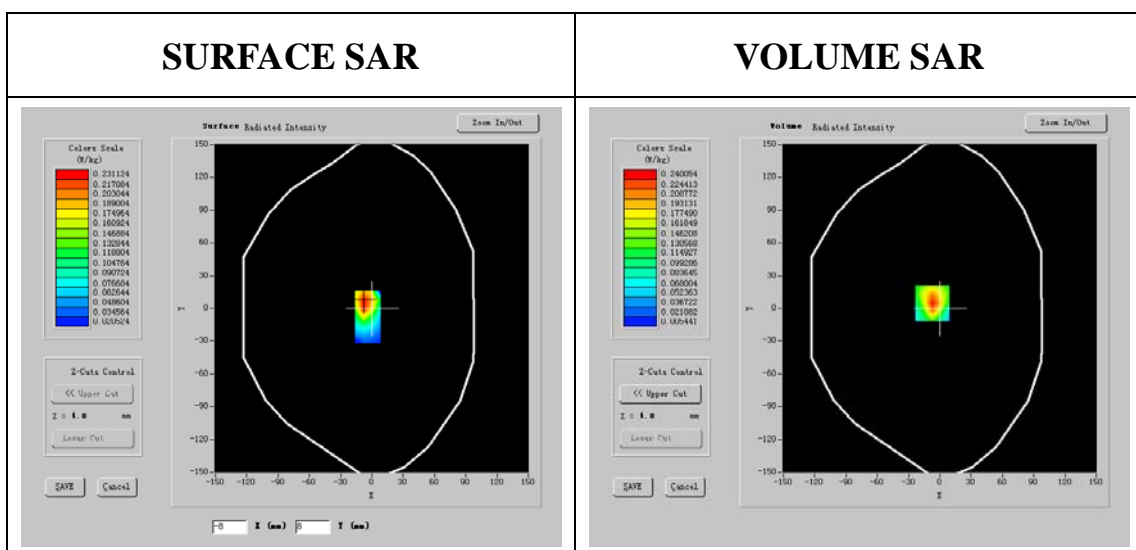 SURFACE SAR
VOLUME SAR
Surface Radiated Intensity
Zoom In/Out
Colors Scale
(W/kg)
0.231124
0.217084
0.203044
0.189004
0.174964
0.160924
0.146884
0.132844
0.118804
0.104764
0.090724
0.076684
0.062644
0.048604
0.034564
0.020524
150
120
90
60
30
0
-30
-60
-90
-120
-150
Y
-150 -120 -90 -60 -30 0 30 60 90 120 150
X
Z-Cuts Control
<< Upper Cut
Z = 4.0 mm
Lower Cut
SAVE Cancel
-8 X (mm) 8 Y (mm)
Volume Radiated Intensity
Zoom In/Out
Colors Scale
(W/kg)
0.240054
0.224413
0.208772
0.193131
0.177490
0.161849
0.146208
0.130568
0.114927
0.099286
0.083645
0.068004
0.052363
0.036722
0.021082
0.005441
150
120
90
60
30
0
-30
-60
-90
-120
-150
Y
-150 -120 -90 -60 -30 0 30 60 90 120 150
X
Z-Cuts Control
<< Upper Cut
Z = 4.0 mm
Lower Cut
SAVE Cancel